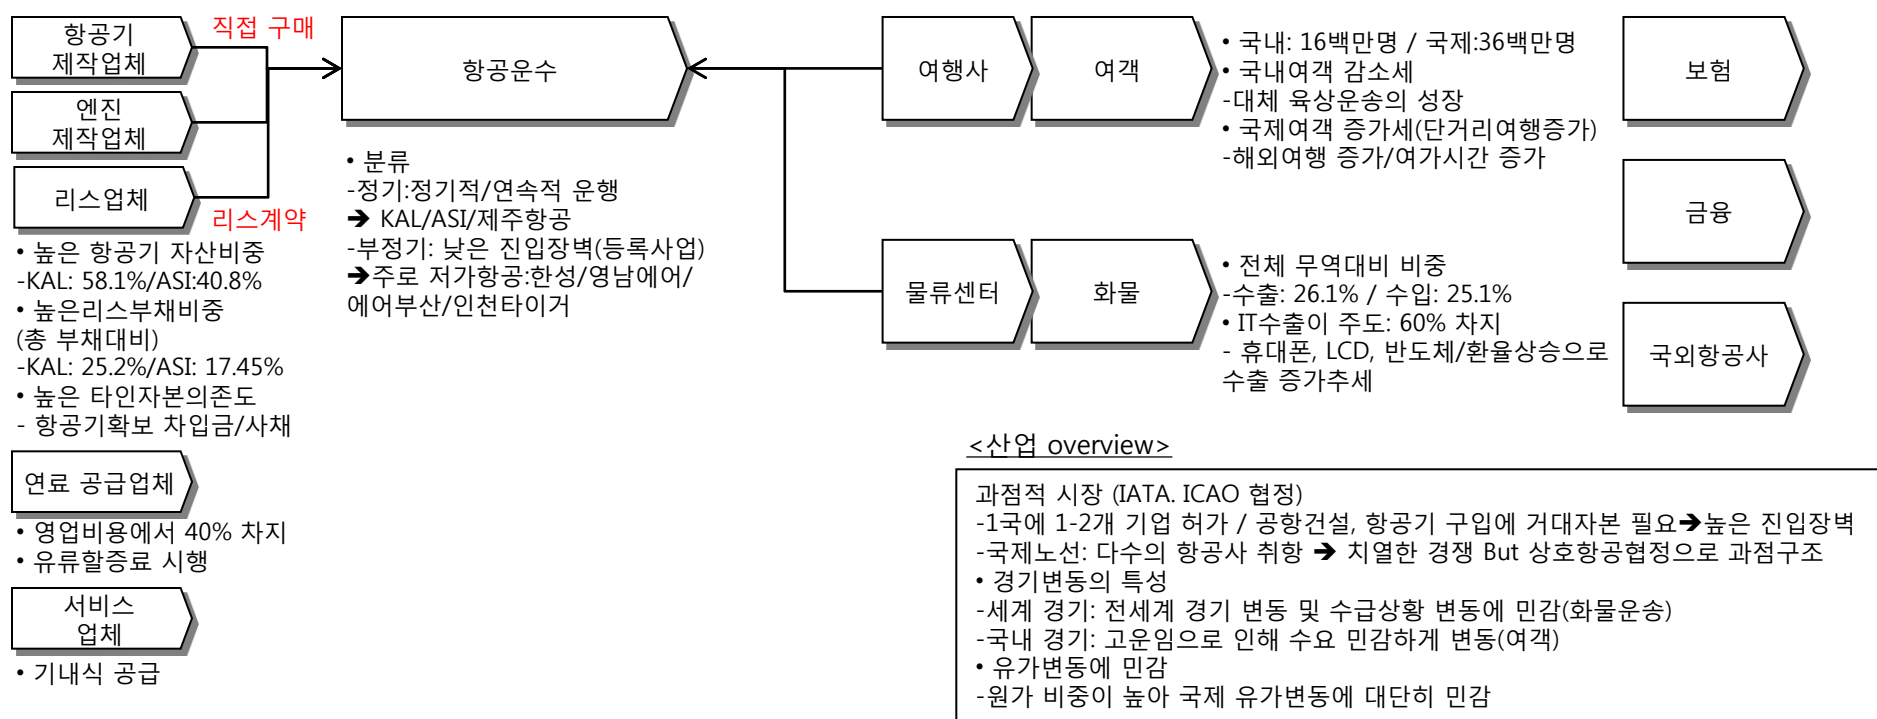 항공기
제작업체
직접 구매
엔진
제작업체
리스업체
리스계약
• 높은 항공기 자산비중
-KAL: 58.1%/ASI:40.8%
• 높은리스부채비중
(총 부채대비)
-KAL: 25.2%/ASI: 17.45%
• 높은 타인자본의존도
- 항공기확보 차입금/사채
연료 공급업체
• 영업비용에서 40% 차지
• 유류할증료 시행
서비스
업체
• 기내식 공급
항공운수
• 분류
-정기:정기적/연속적 운행
➔ KAL/ASI/제주항공
-부정기: 낮은 진입장벽(등록사업)
➔주로 저가항공:한성/영남에어/
에어부산/인천타이거
여행사
여객
• 국내: 16백만명 / 국제:36백만명
• 국내여객 감소세
-대체 육상운송의 성장
• 국제여객 증가세(단거리여행증가)
-해외여행 증가/여가시간 증가
물류센터
화물
• 전체 무역대비 비중
-수출: 26.1% / 수입: 25.1%
• IT수출이 주도: 60% 차지
- 휴대폰, LCD, 반도체/환율상승으로
수출 증가추세
보험
금융
국외항공사
<산업 overview>
과점적 시장 (IATA. ICAO 협정)
-1국에 1-2개 기업 허가 / 공항건설, 항공기 구입에 거대자본 필요➔높은 진입장벽
-국제노선: 다수의 항공사 취항 ➔ 치열한 경쟁 But 상호항공협정으로 과점구조
• 경기변동의 특성
-세계 경기: 전세계 경기 변동 및 수급상황 변동에 민감(화물운송)
-국내 경기: 고운임으로 인해 수요 민감하게 변동(여객)
• 유가변동에 민감
-원가 비중이 높아 국제 유가변동에 대단히 민감